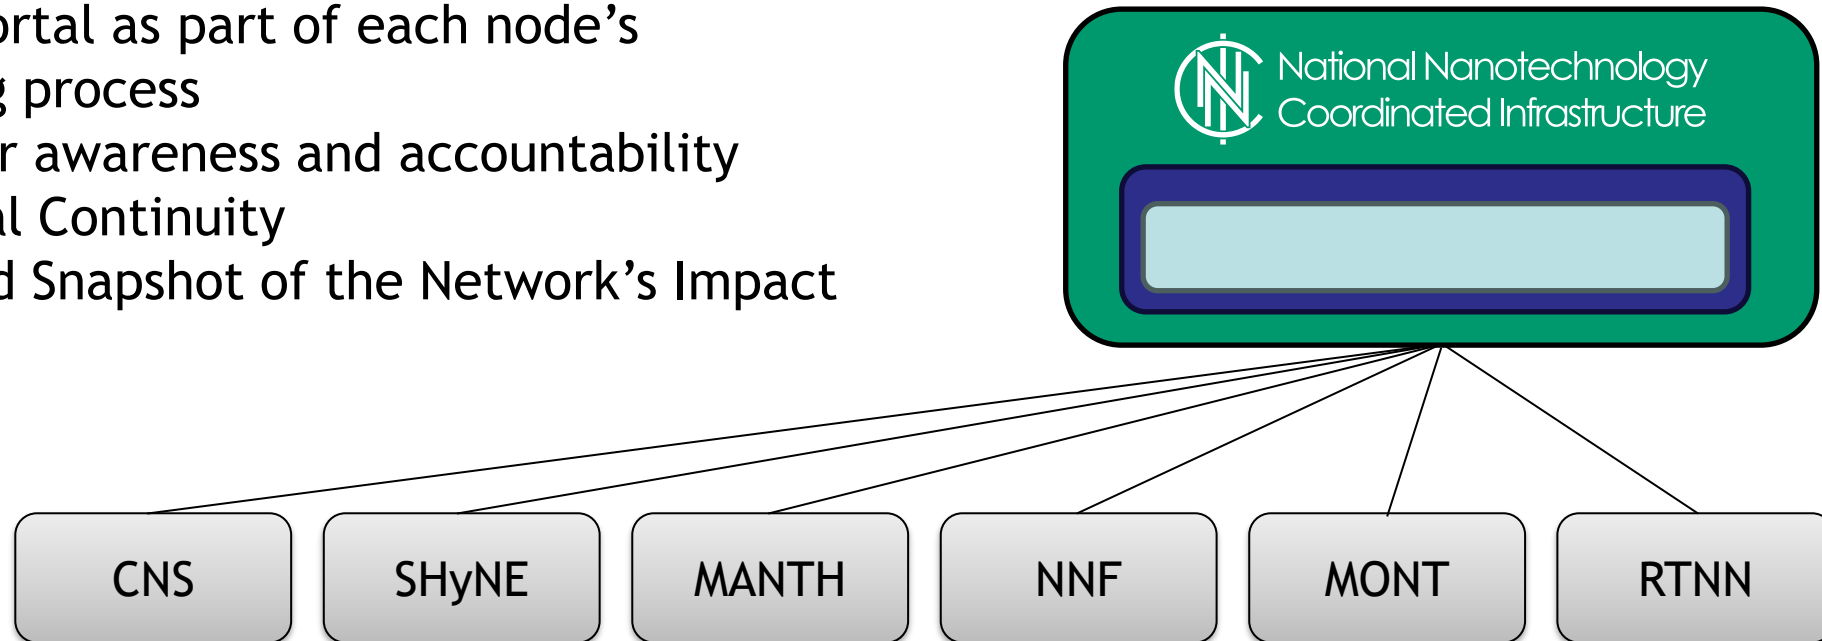 ortal as part of each node’s
g process
r awareness and accountability
al Continuity
d Snapshot of the Network’s Impact
National Nanotechnology
Coordinated Infrastructure
CNS
SHyNE
MANTH
NNF
MONT
RTNN